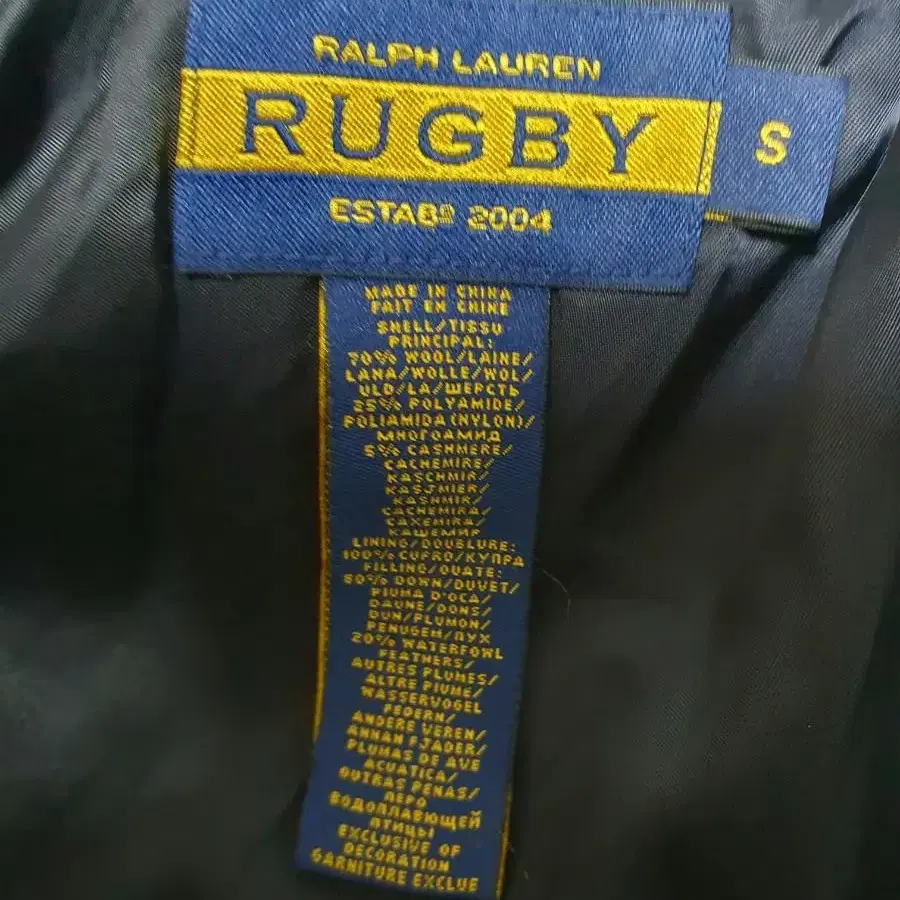 RALPH LAUREN
RUGBY
S
ESTABD 2004
MADE IN CHINA
FAIT EN CHINE
SHELL/TISSU
PRINCIPAL:
70% WOOL/LAINE/
LANA/WOLLE/WOL/
ULD/LA/ШЕРСТЬ
25% POLYAMIDE/
POLIAMIDA(NYLON)/
МНОГОАМИД
5% CASHMERE/
CACHEMIRE/
KASCHMIR/
KASJMIER/
KASHMIR/
CACHEMIRA/
CAXEMIRA/
КАШЕМИР
LINING/DOUBLURE:
100% CUPRO/КУПРА
FILLING/OUATE:
80% DOWN/DUVET/
PIUMA D'OCA/
DAUNE/DONS/
DUN/PLUMON/
PENUGEM/ПУХ
20% WATERFOWL
FEATHERS/
AUTRES PLUMES/
ALTRE PIUME/
WASSERVOGEL
FEDERN/
ANDERE VEREN/
ANNAN FJADER/
PLUMAS DE AVE
ACUATICA/
OUTRAS PENAS/
ПЕРО
ВОДОПЛАВЮЩЕЙ
ПТИЦЫ
EXCLUSIVE OF
DECORATION
GARNITURE EXCLUE